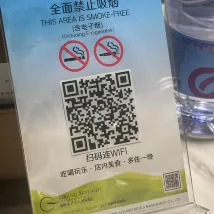 全面禁止吸烟
THIS AREA IS SMOKE-FREE
(含电子烟)
(Including E-cigarettes)
扫码连WIFI
吃喝玩乐·店内美食·多住一晚